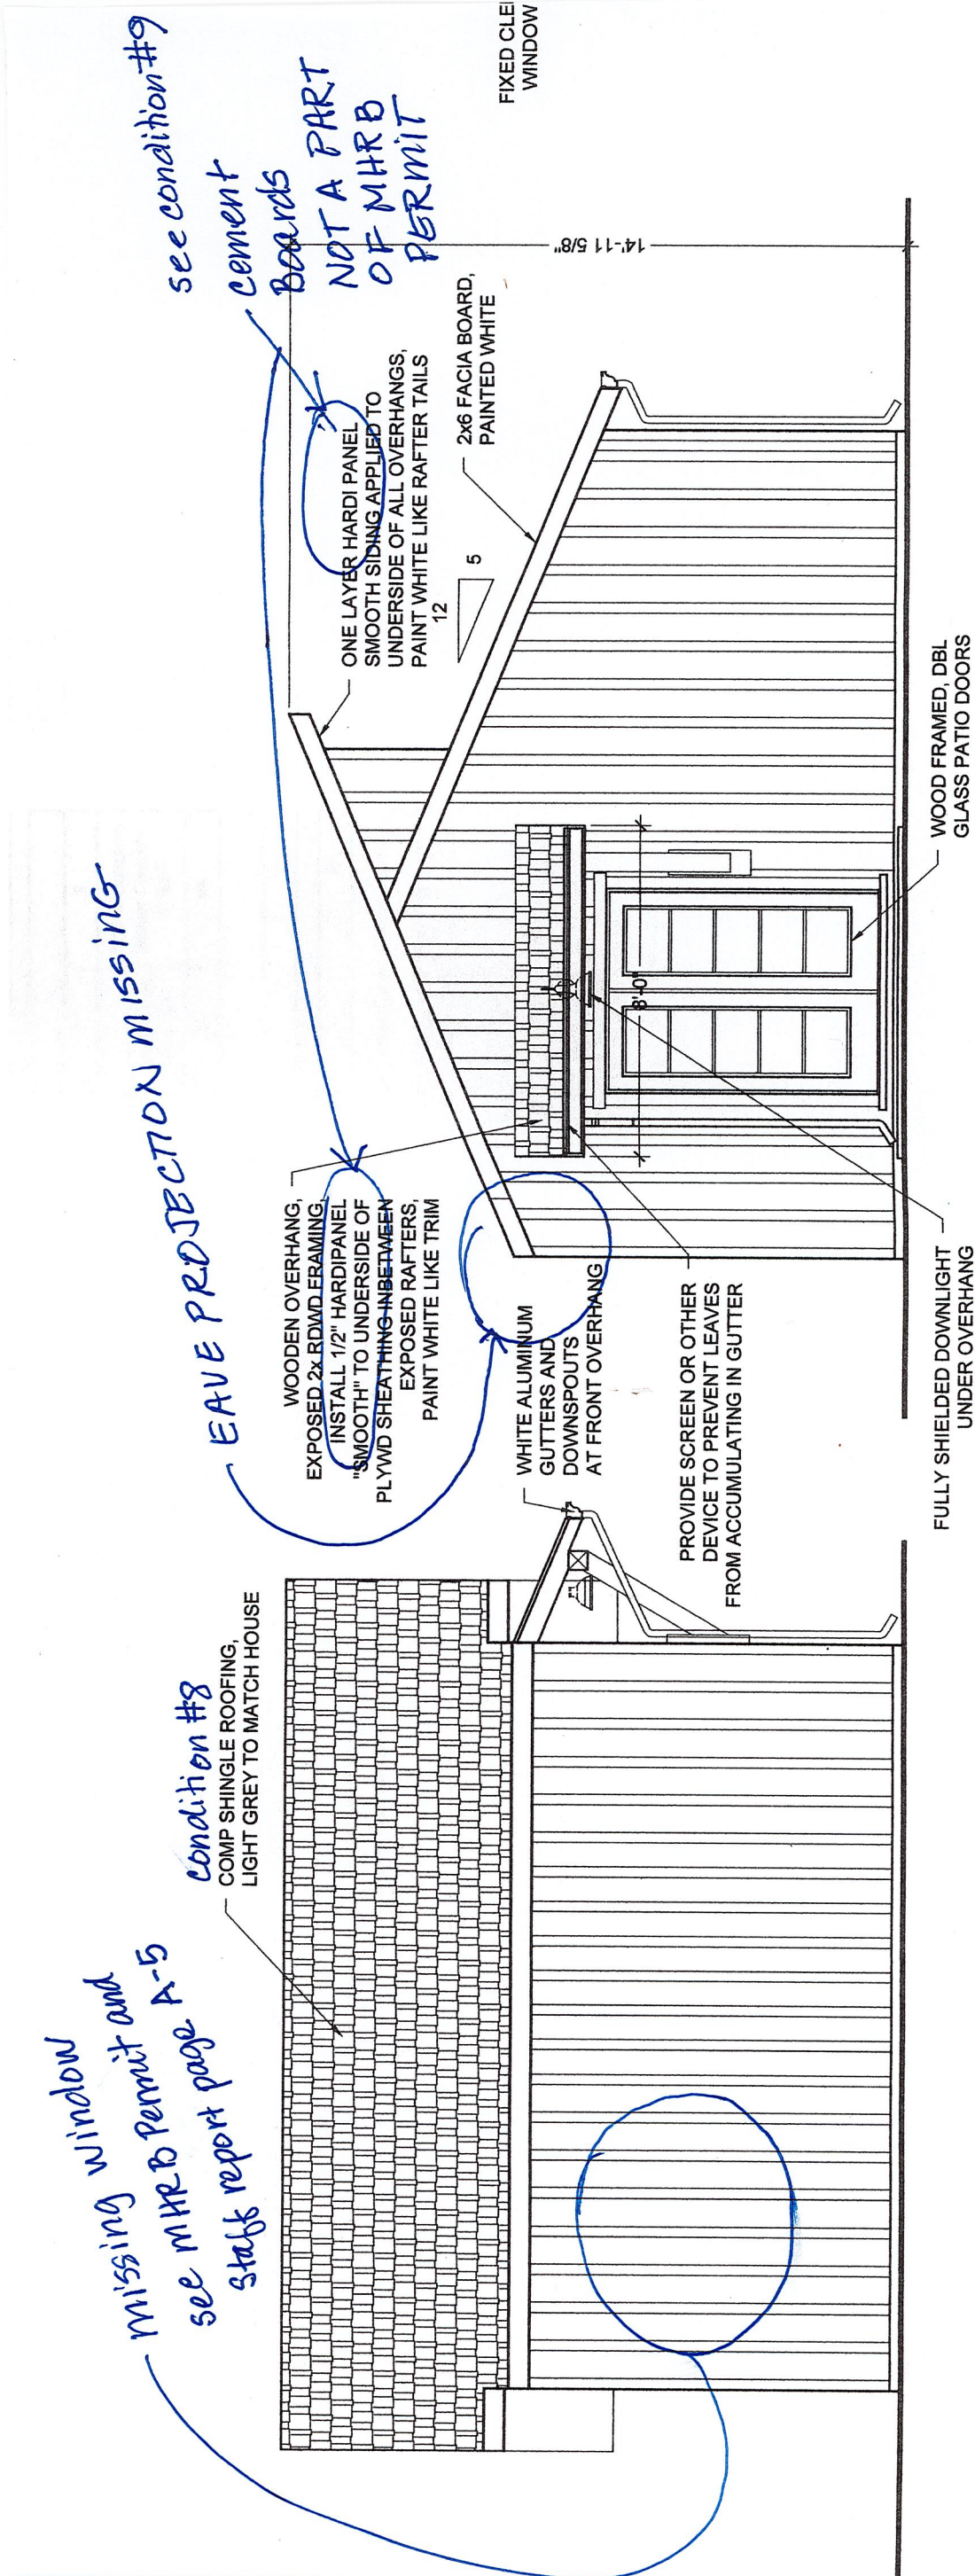 missing window
see MHRB Permit and
Staff report page A-5
condition #8
COMP SHINGLE ROOFING,
LIGHT GREY TO MATCH HOUSE
EAVE PROJECTION MISSING
WOODEN OVERHANG,
EXPOSED 2x RDWD FRAMING,
INSTALL 1/2" HARDIPANEL
"SMOOTH" TO UNDERSIDE OF
PLYWD SHEATHING INBETWEEN
EXPOSED RAFTERS,
PAINT WHITE LIKE TRIM
WHITE ALUMINUM
GUTTERS AND
DOWNSPOUTS
AT FRONT OVERHANG
PROVIDE SCREEN OR OTHER
DEVICE TO PREVENT LEAVES
FROM ACCUMULATING IN GUTTER
FULLY SHIELDED DOWNLIGHT
UNDER OVERHANG
8'-0"
WOOD FRAMED, DBL
GLASS PATIO DOORS
see condition #9
cement
Boards
NOT A PART
OF MHRB
PERMIT
ONE LAYER HARDI PANEL
SMOOTH SIDING APPLIED TO
UNDERSIDE OF ALL OVERHANGS,
PAINT WHITE LIKE RAFTER TAILS
12
5
2x6 FACIA BOARD,
PAINTED WHITE
14'-11 5/8"
FIXED CLE
WINDOW